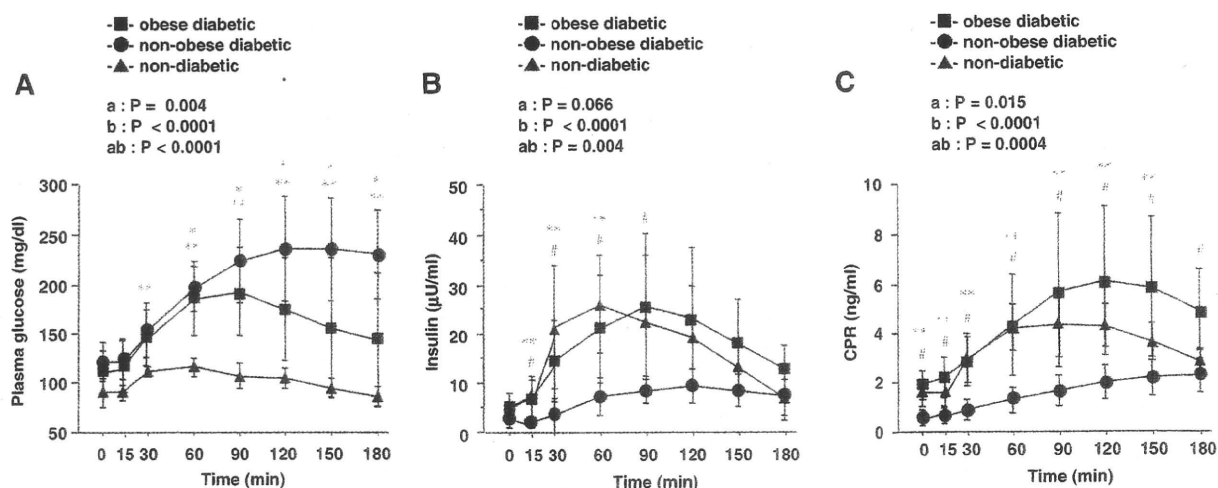 -■- obese diabetic
-●- non-obese diabetic
-▲- non-diabetic
A
a : P = 0.004
b : P < 0.0001
ab : P < 0.0001
Plasma glucose (mg/dl)
300
250
200
150
100
50
0 15 30 60 90 120 150 180
Time (min)
-■- obese diabetic
-●- non-obese diabetic
-▲- non-diabetic
B
a : P = 0.066
b : P < 0.0001
ab : P = 0.004
Insulin (μU/ml)
50
40
30
20
10
0
0 15 30 60 90 120 150 180
Time (min)
-■- obese diabetic
-●- non-obese diabetic
-▲- non-diabetic
C
a : P = 0.015
b : P < 0.0001
ab : P = 0.0004
CPR (ng/ml)
10
8
6
4
2
0
0 15 30 60 90 120 150 180
Time (min)